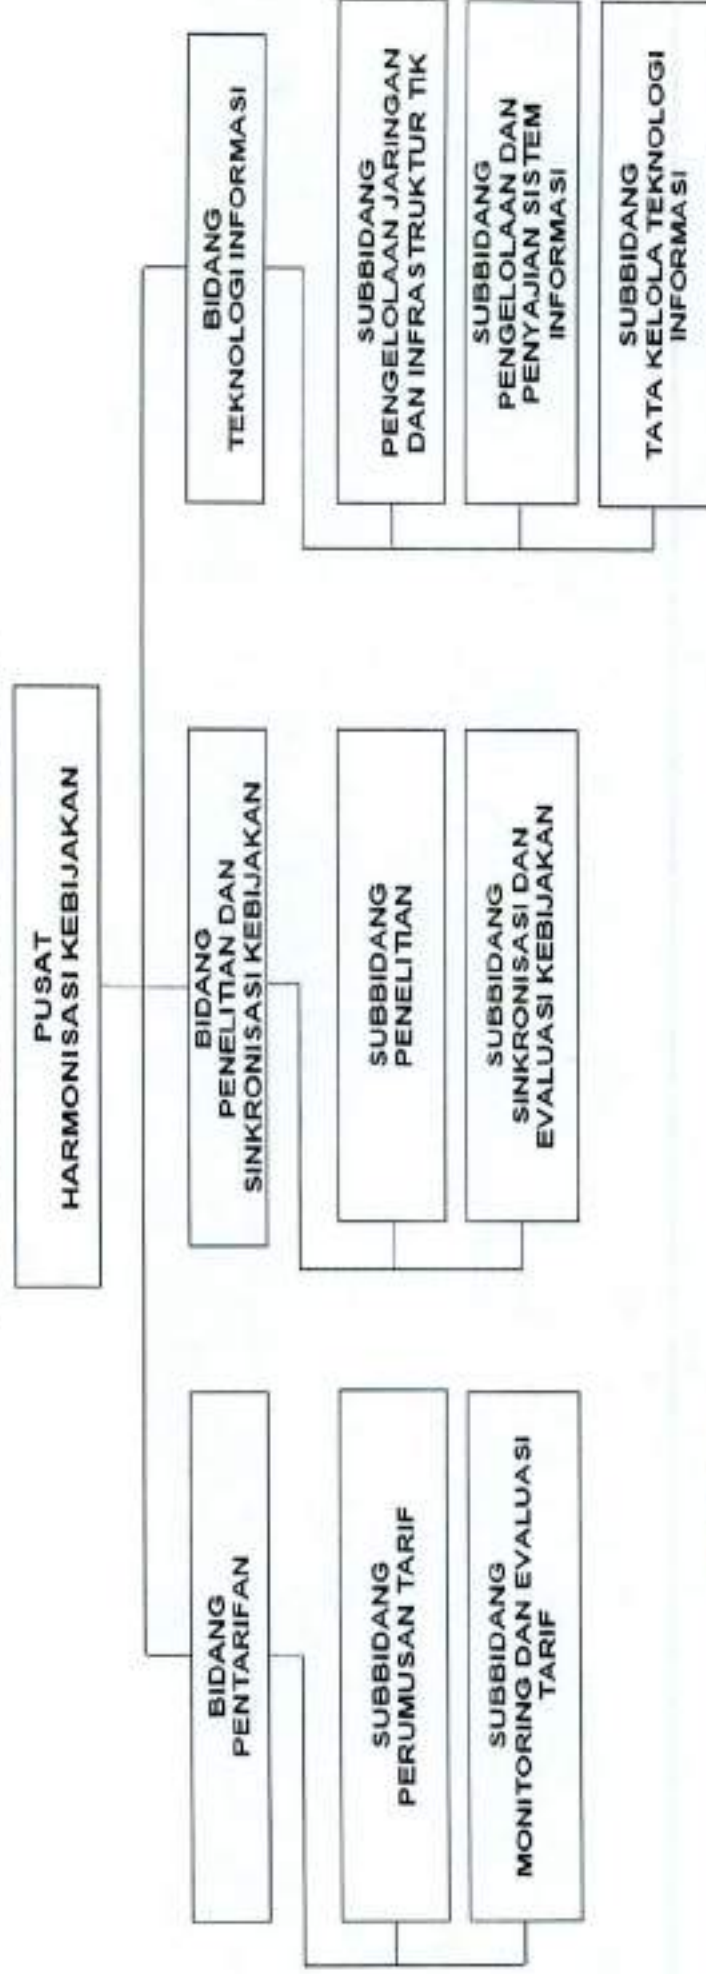 PUSAT
HARMONISASI KEBIJAKAN
BIDANG
PENTARIFAN
SUBBIDANG
PERUMUSAN TARIF
SUBBIDANG
MONITORING DAN EVALUASI
TARIF
BIDANG
PENELITIAN DAN
SINKRONISASI KEBIJAKAN
SUBBIDANG
PENELITIAN
SUBBIDANG
SINKRONISASI DAN
EVALUASI KEBIJAKAN
BIDANG
TEKNOLOGI INFORMASI
SUBBIDANG
PENGELOLAAN JARINGAN
DAN INFRASTRUKTUR TIK
SUBBIDANG
PENGELOLAAN DAN
PENYAJIAN SISTEM
INFORMASI
SUBBIDANG
TATA KELOLA TEKNOLOGI
INFORMASI